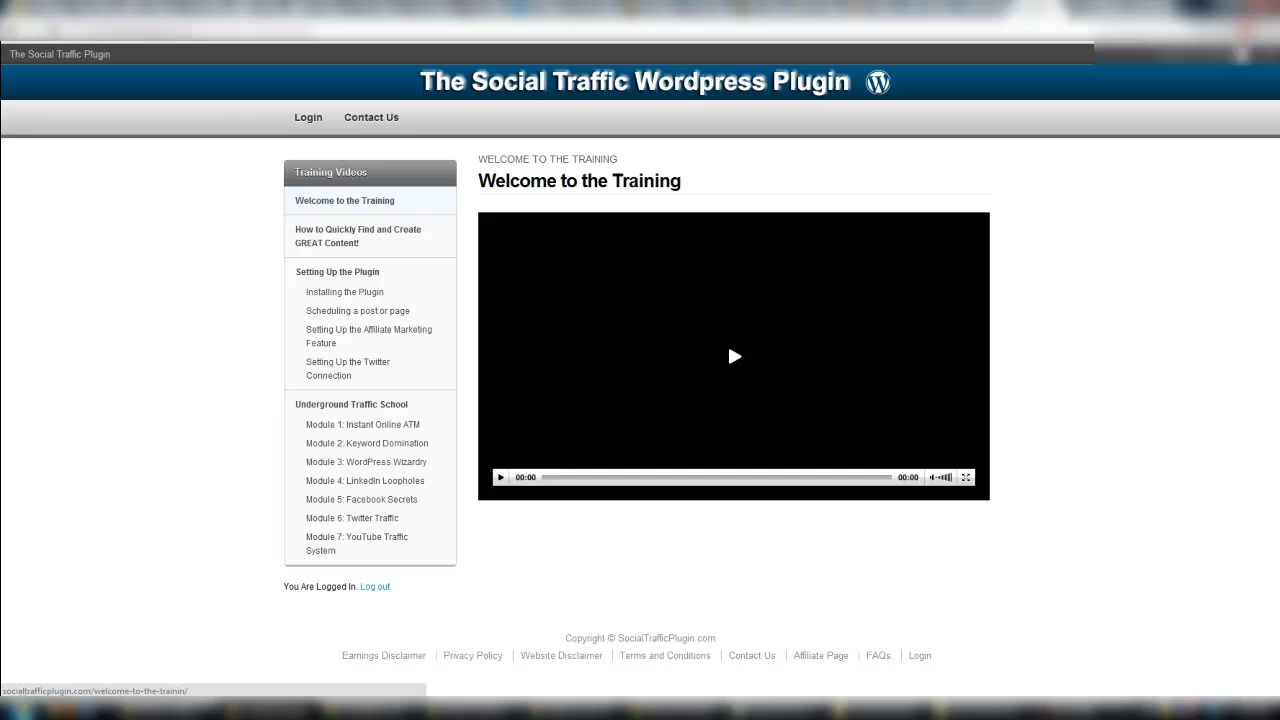 The Social Traffic Plugin
The Social Traffic Wordpress Plugin
Login Contact Us
Training Videos
Welcome to the Training
How to Quickly Find and Create
GREAT Content!
Setting Up the Plugin
Installing the Plugin
Scheduling a post or page
Setting Up the Affiliate Marketing
Feature
Setting Up the Twitter
Connection
Underground Traffic School
Module 1: Instant Online ATM
Module 2: Keyword Domination
Module 3: WordPress Wizardry
Module 4: LinkedIn Loopholes
Module 5: Facebook Secrets
Module 6: Twitter Traffic
Module 7: YouTube Traffic
System
You Are Logged In. Log out
WELCOME TO THE TRAINING
Welcome to the Training
00:00 00:00
Copyright © SocialTrafficPlugin.com
Earnings Disclaimer Privacy Policy Website Disclaimer Terms and Conditions Contact Us Affiliate Page FAQs Login
socialtrafficplugin.com/welcome-to-the-trainin/